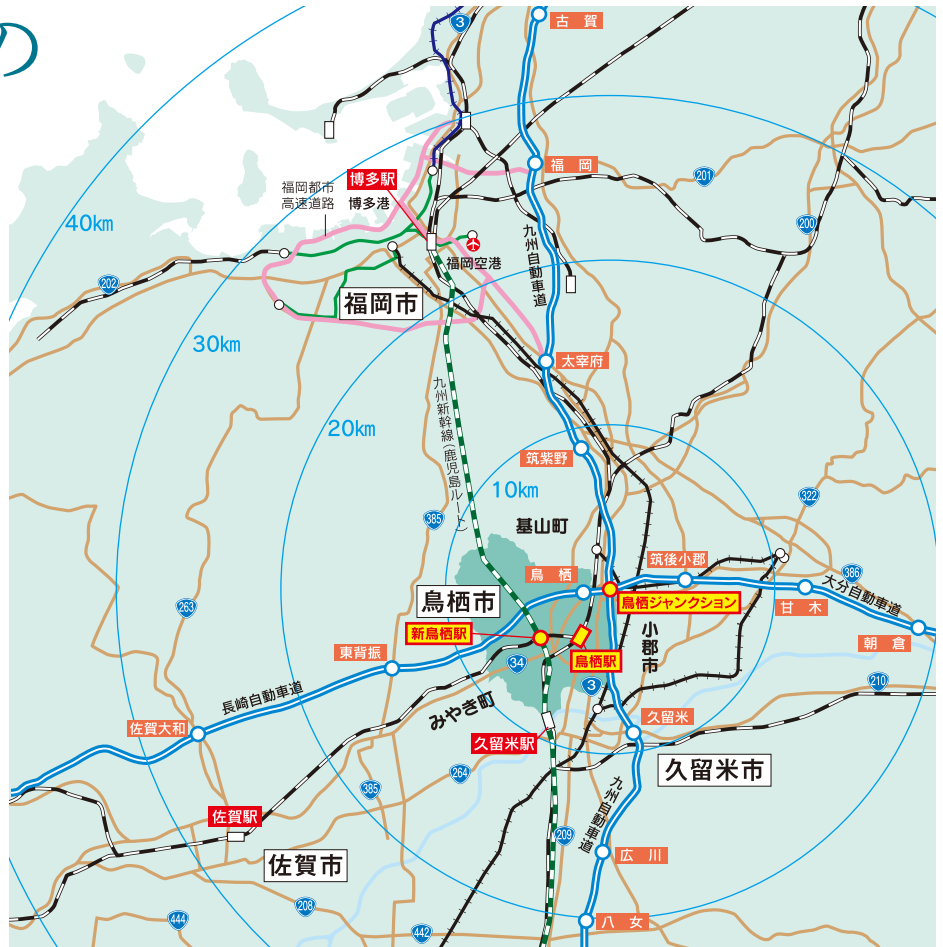 め
3
古賀
福岡
201
200
福岡都市
高速道路
博多駅
博多港
40km
202
福岡空港
九州自動車道
福岡市
30km
太宰府
九州新幹線(鹿児島ルート)
20km
筑紫野
10km
322
385
基山町
筑後小郡
386
大分自動車道
鳥栖
鳥栖市
鳥栖ジャンクション
甘木
263
新鳥栖駅
小郡市
朝倉
東背振
鳥栖駅
34
3
210
長崎自動車道
みやき町
佐賀大和
久留米
久留米駅
久留米市
264
385
九州自動車道
佐賀駅
209
広川
佐賀市
208
444
442
八女